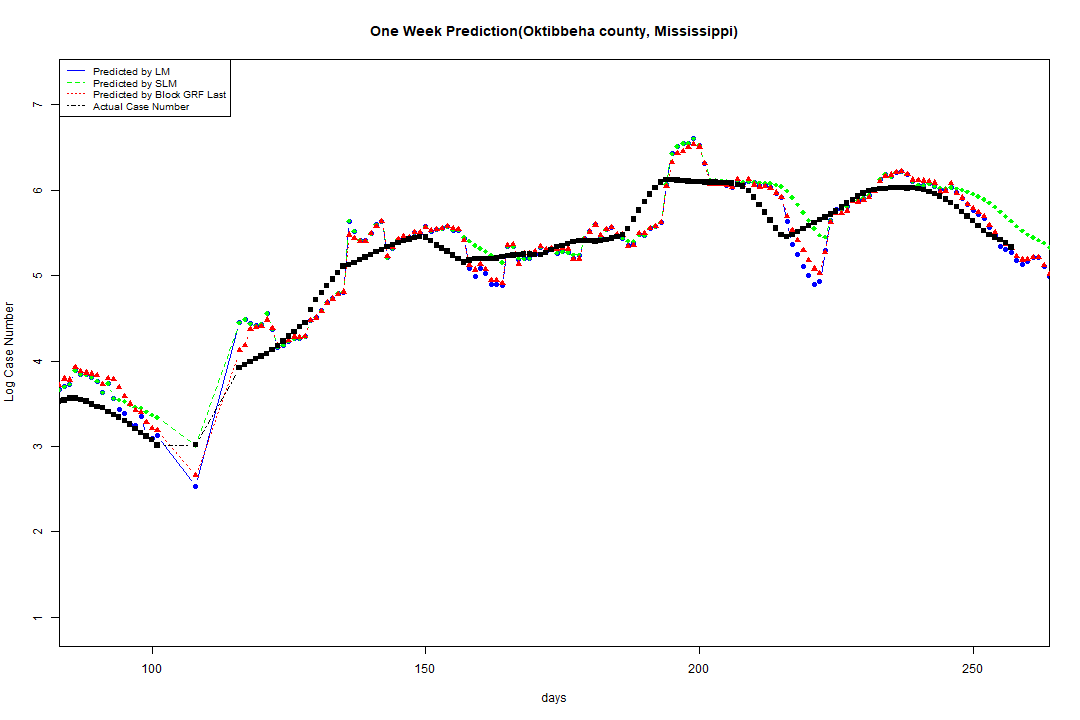 One Week Prediction(Oktibbeha county, Mississippi)
Predicted by LM
Predicted by SLM
Predicted by Block GRF Last
Actual Case Number
7
6
5
4
3
2
1
Log Case Number
100 150 200 250
days